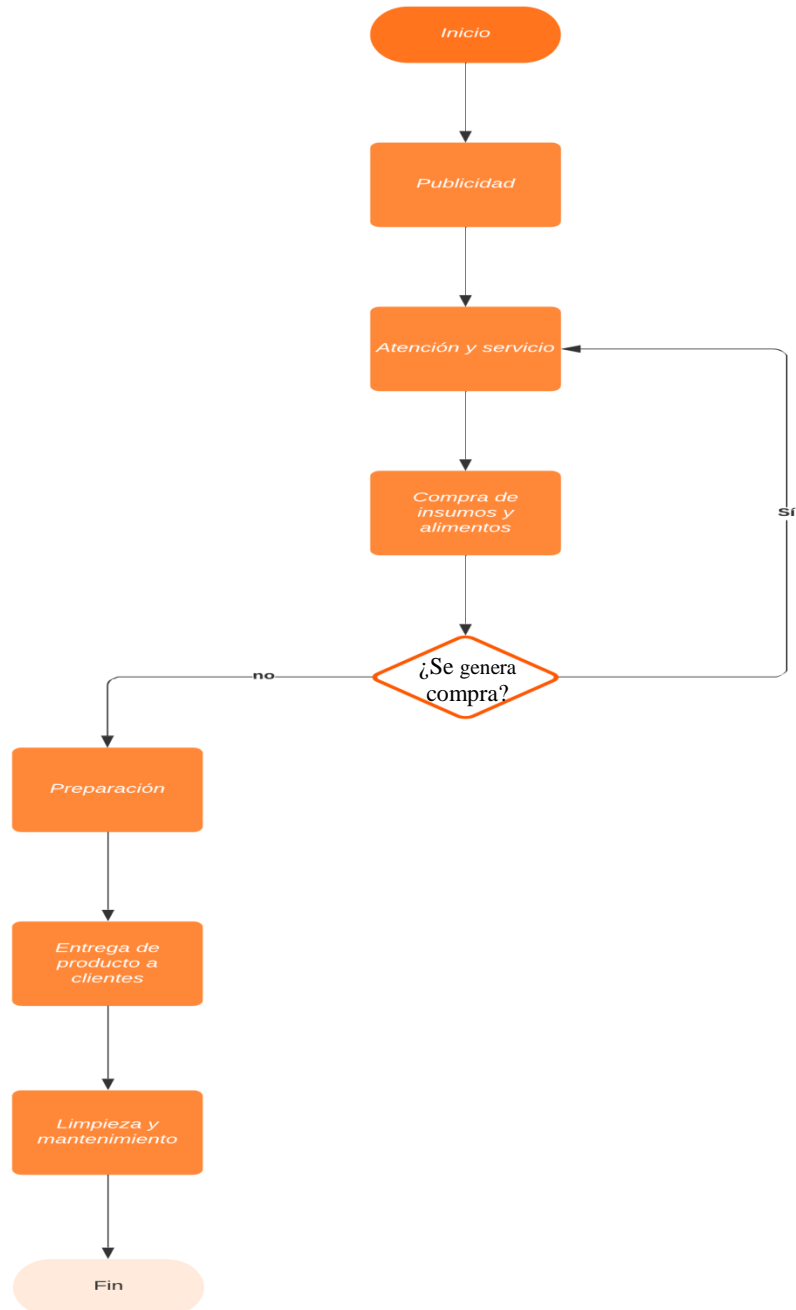 Inicio
Publicidad
Atención y servicio
Compra de
insumos y
alimentos
Sí
¿Se genera
compra?
no
Preparación
Entrega de
producto a
clientes
Limpieza y
mantenimiento
Fin